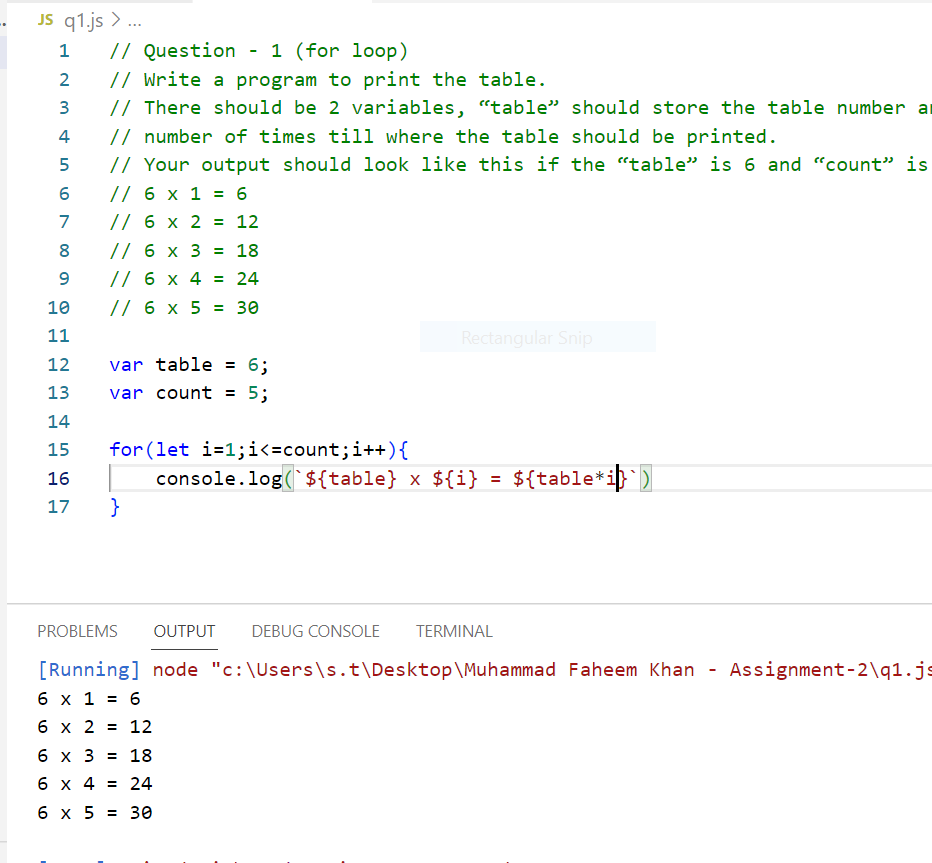 JS q1.js > ...
1 // Question - 1 (for loop)
2 // Write a program to print the table.
3 // There should be 2 variables, “table” should store the table number
4 // number of times till where the table should be printed.
5 // Your output should look like this if the “table” is 6 and “count” is
6 // 6 x 1 = 6
7 // 6 x 2 = 12
8 // 6 x 3 = 18
9 // 6 x 4 = 24
10 // 6 x 5 = 30
11
Rectangular Snip
12 var table = 6;
13 var count = 5;
14
15 for(let i=1;i<=count;i++){
16 console.log(`${table} x ${i} = ${table*i}`)
17 }
PROBLEMS OUTPUT DEBUG CONSOLE TERMINAL
[Running] node "c:\Users\s.t\Desktop\Muhammad Faheem Khan - Assignment-2\q1.js
6 x 1 = 6
6 x 2 = 12
6 x 3 = 18
6 x 4 = 24
6 x 5 = 30